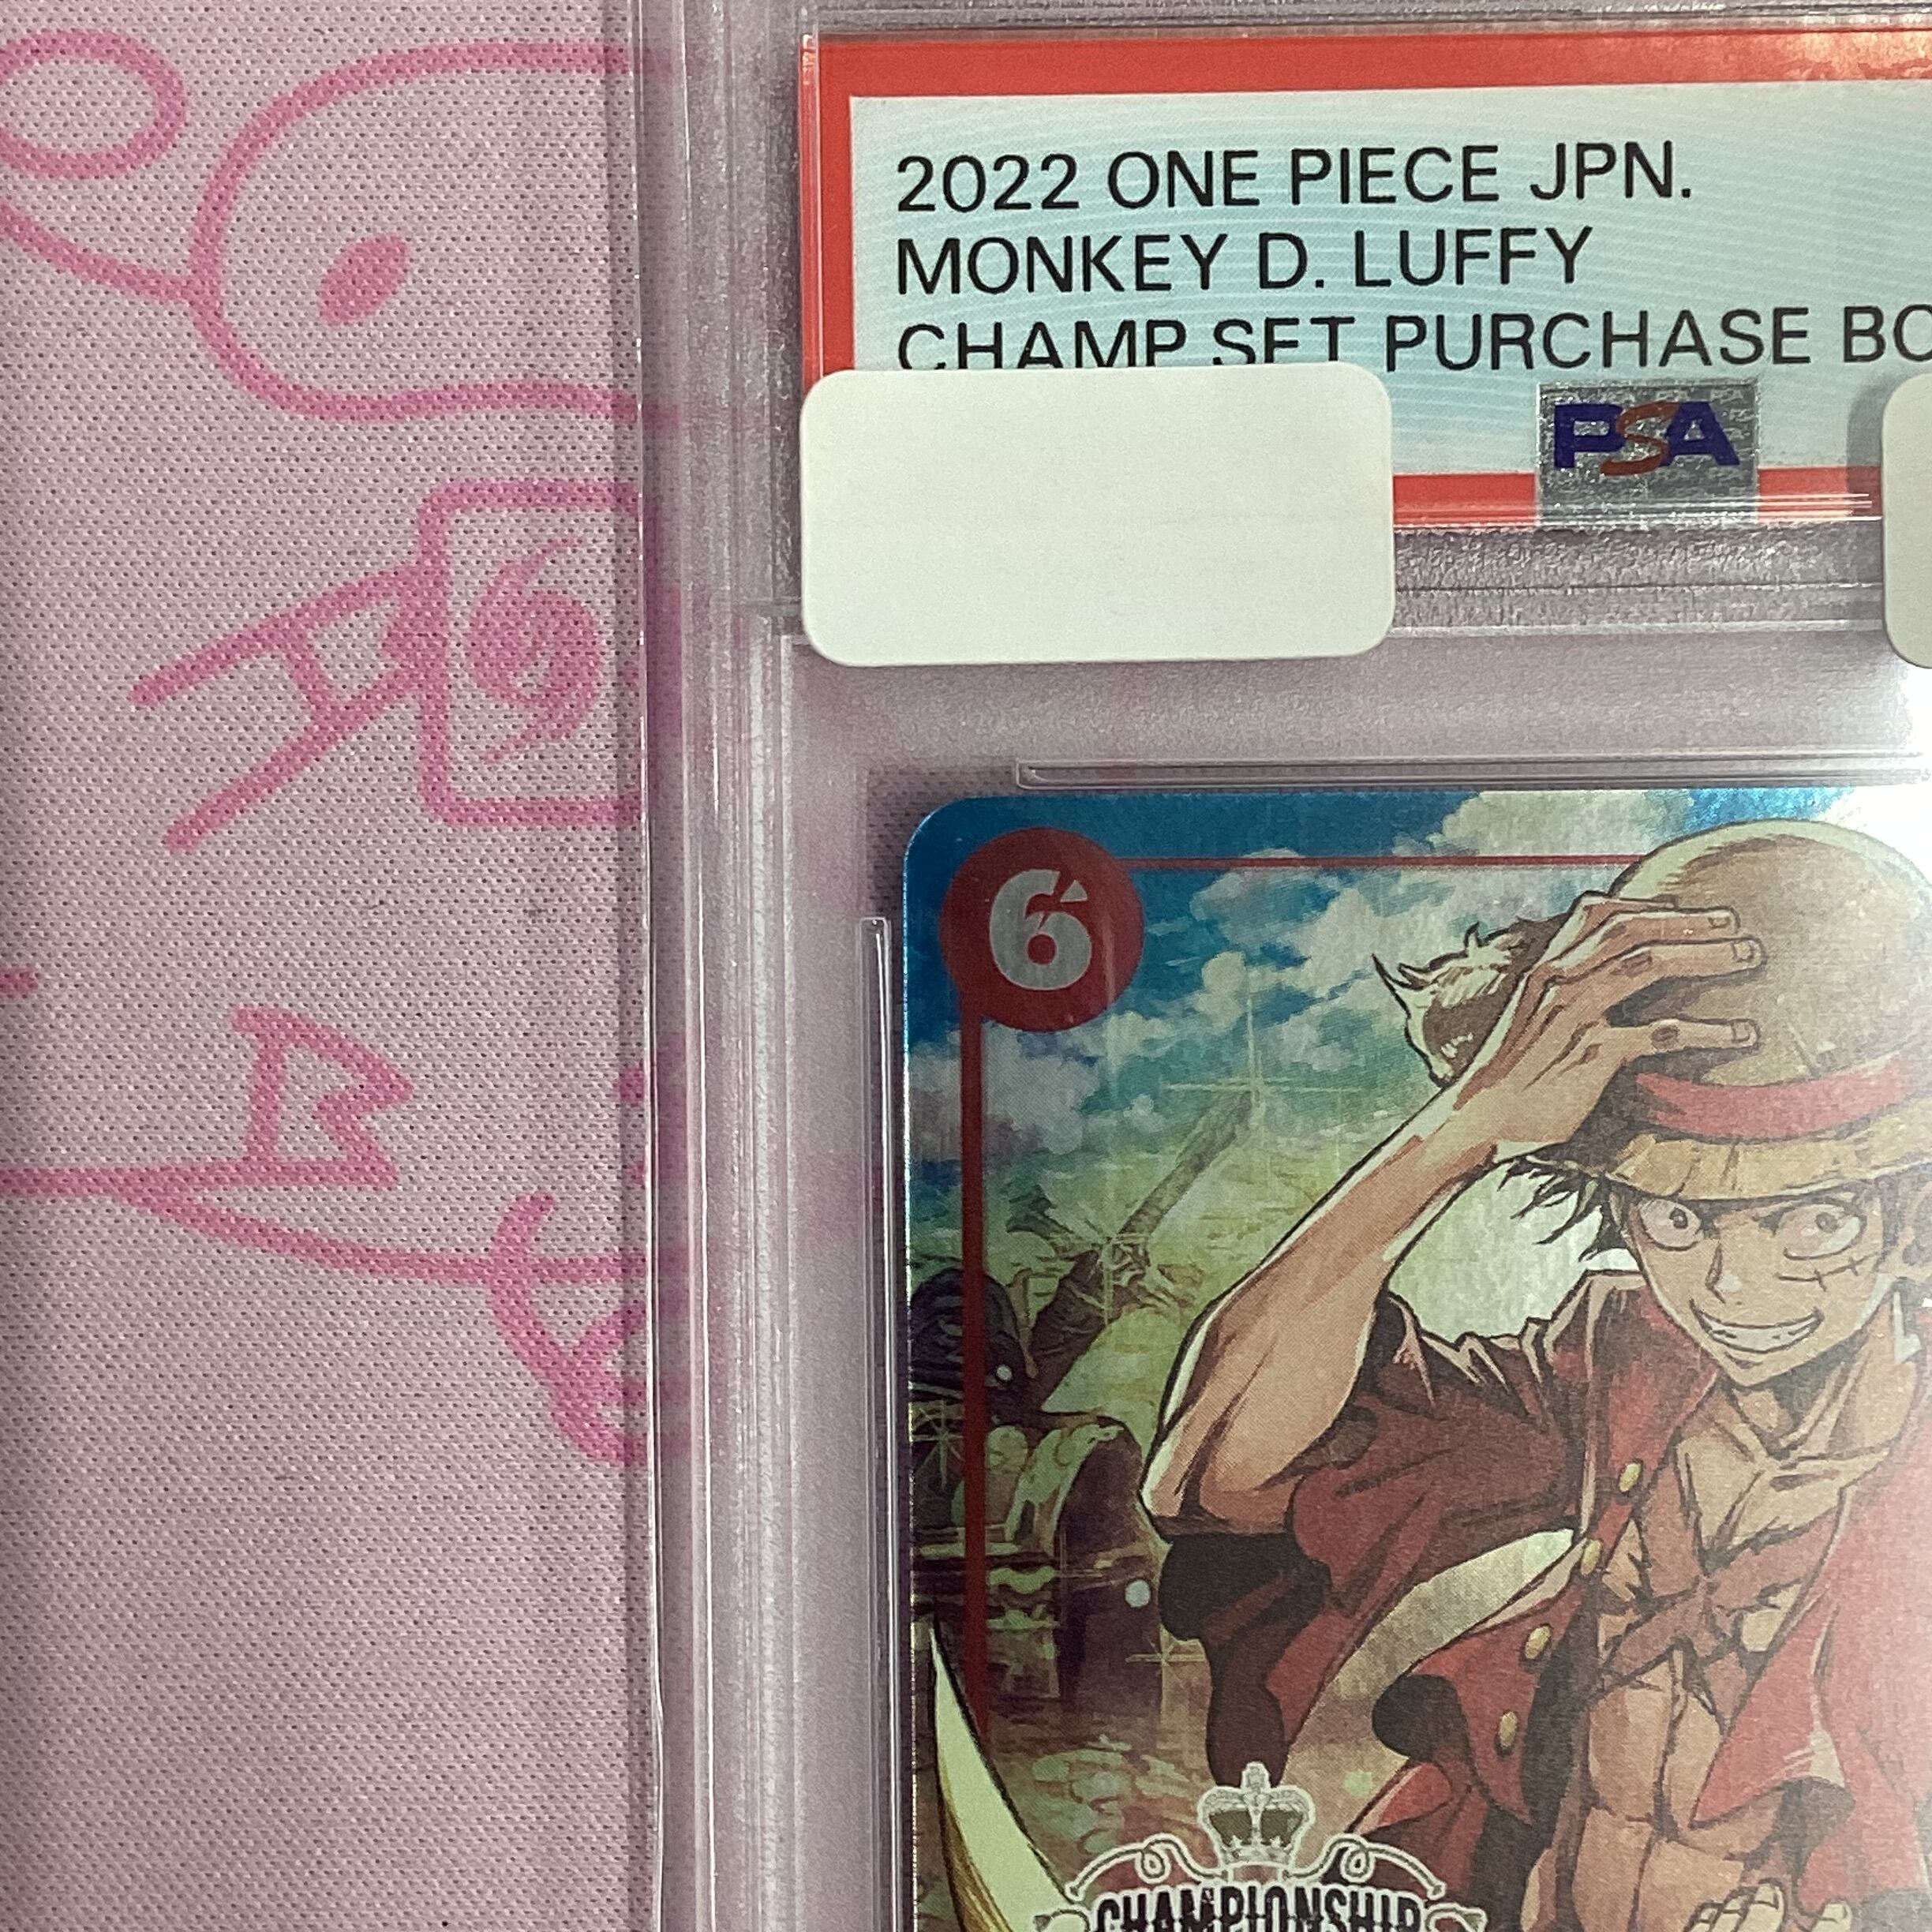 2022 ONE PIECE JPN.
MONKEY D. LUFFY
CHAMP SET PURCHASE BO
PSA
6
CHAMPIONSHIP